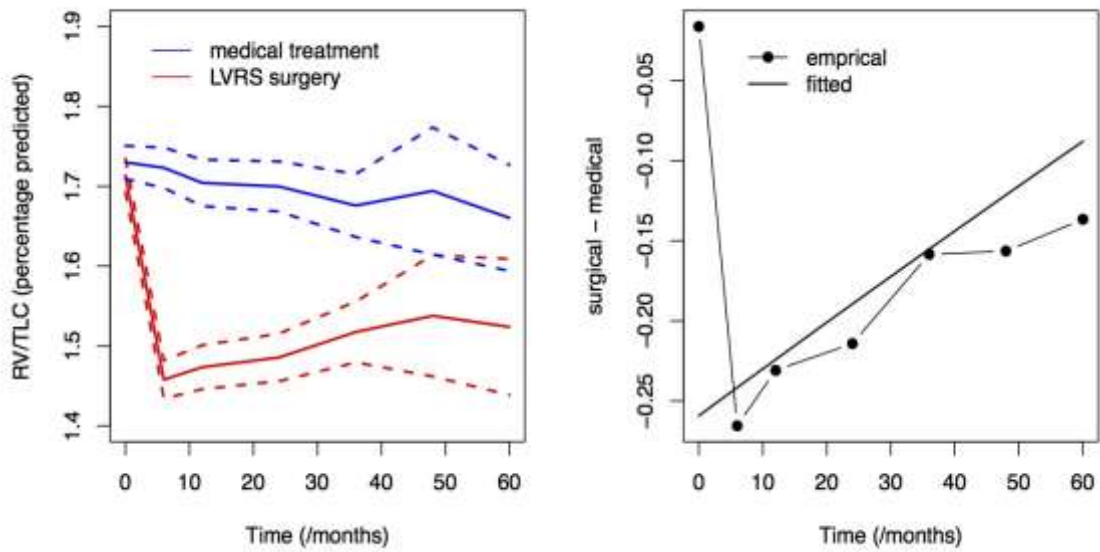 RV/TLC (percentage predicted)
1.9
1.8
1.7
1.6
1.5
1.4
medical treatment
LVRS surgery
0 10 20 30 40 50 60
Time (/months)
surgical − medical
−0.05
−0.10
−0.15
−0.20
−0.25
emprical
fitted
0 10 20 30 40 50 60
Time (/months)